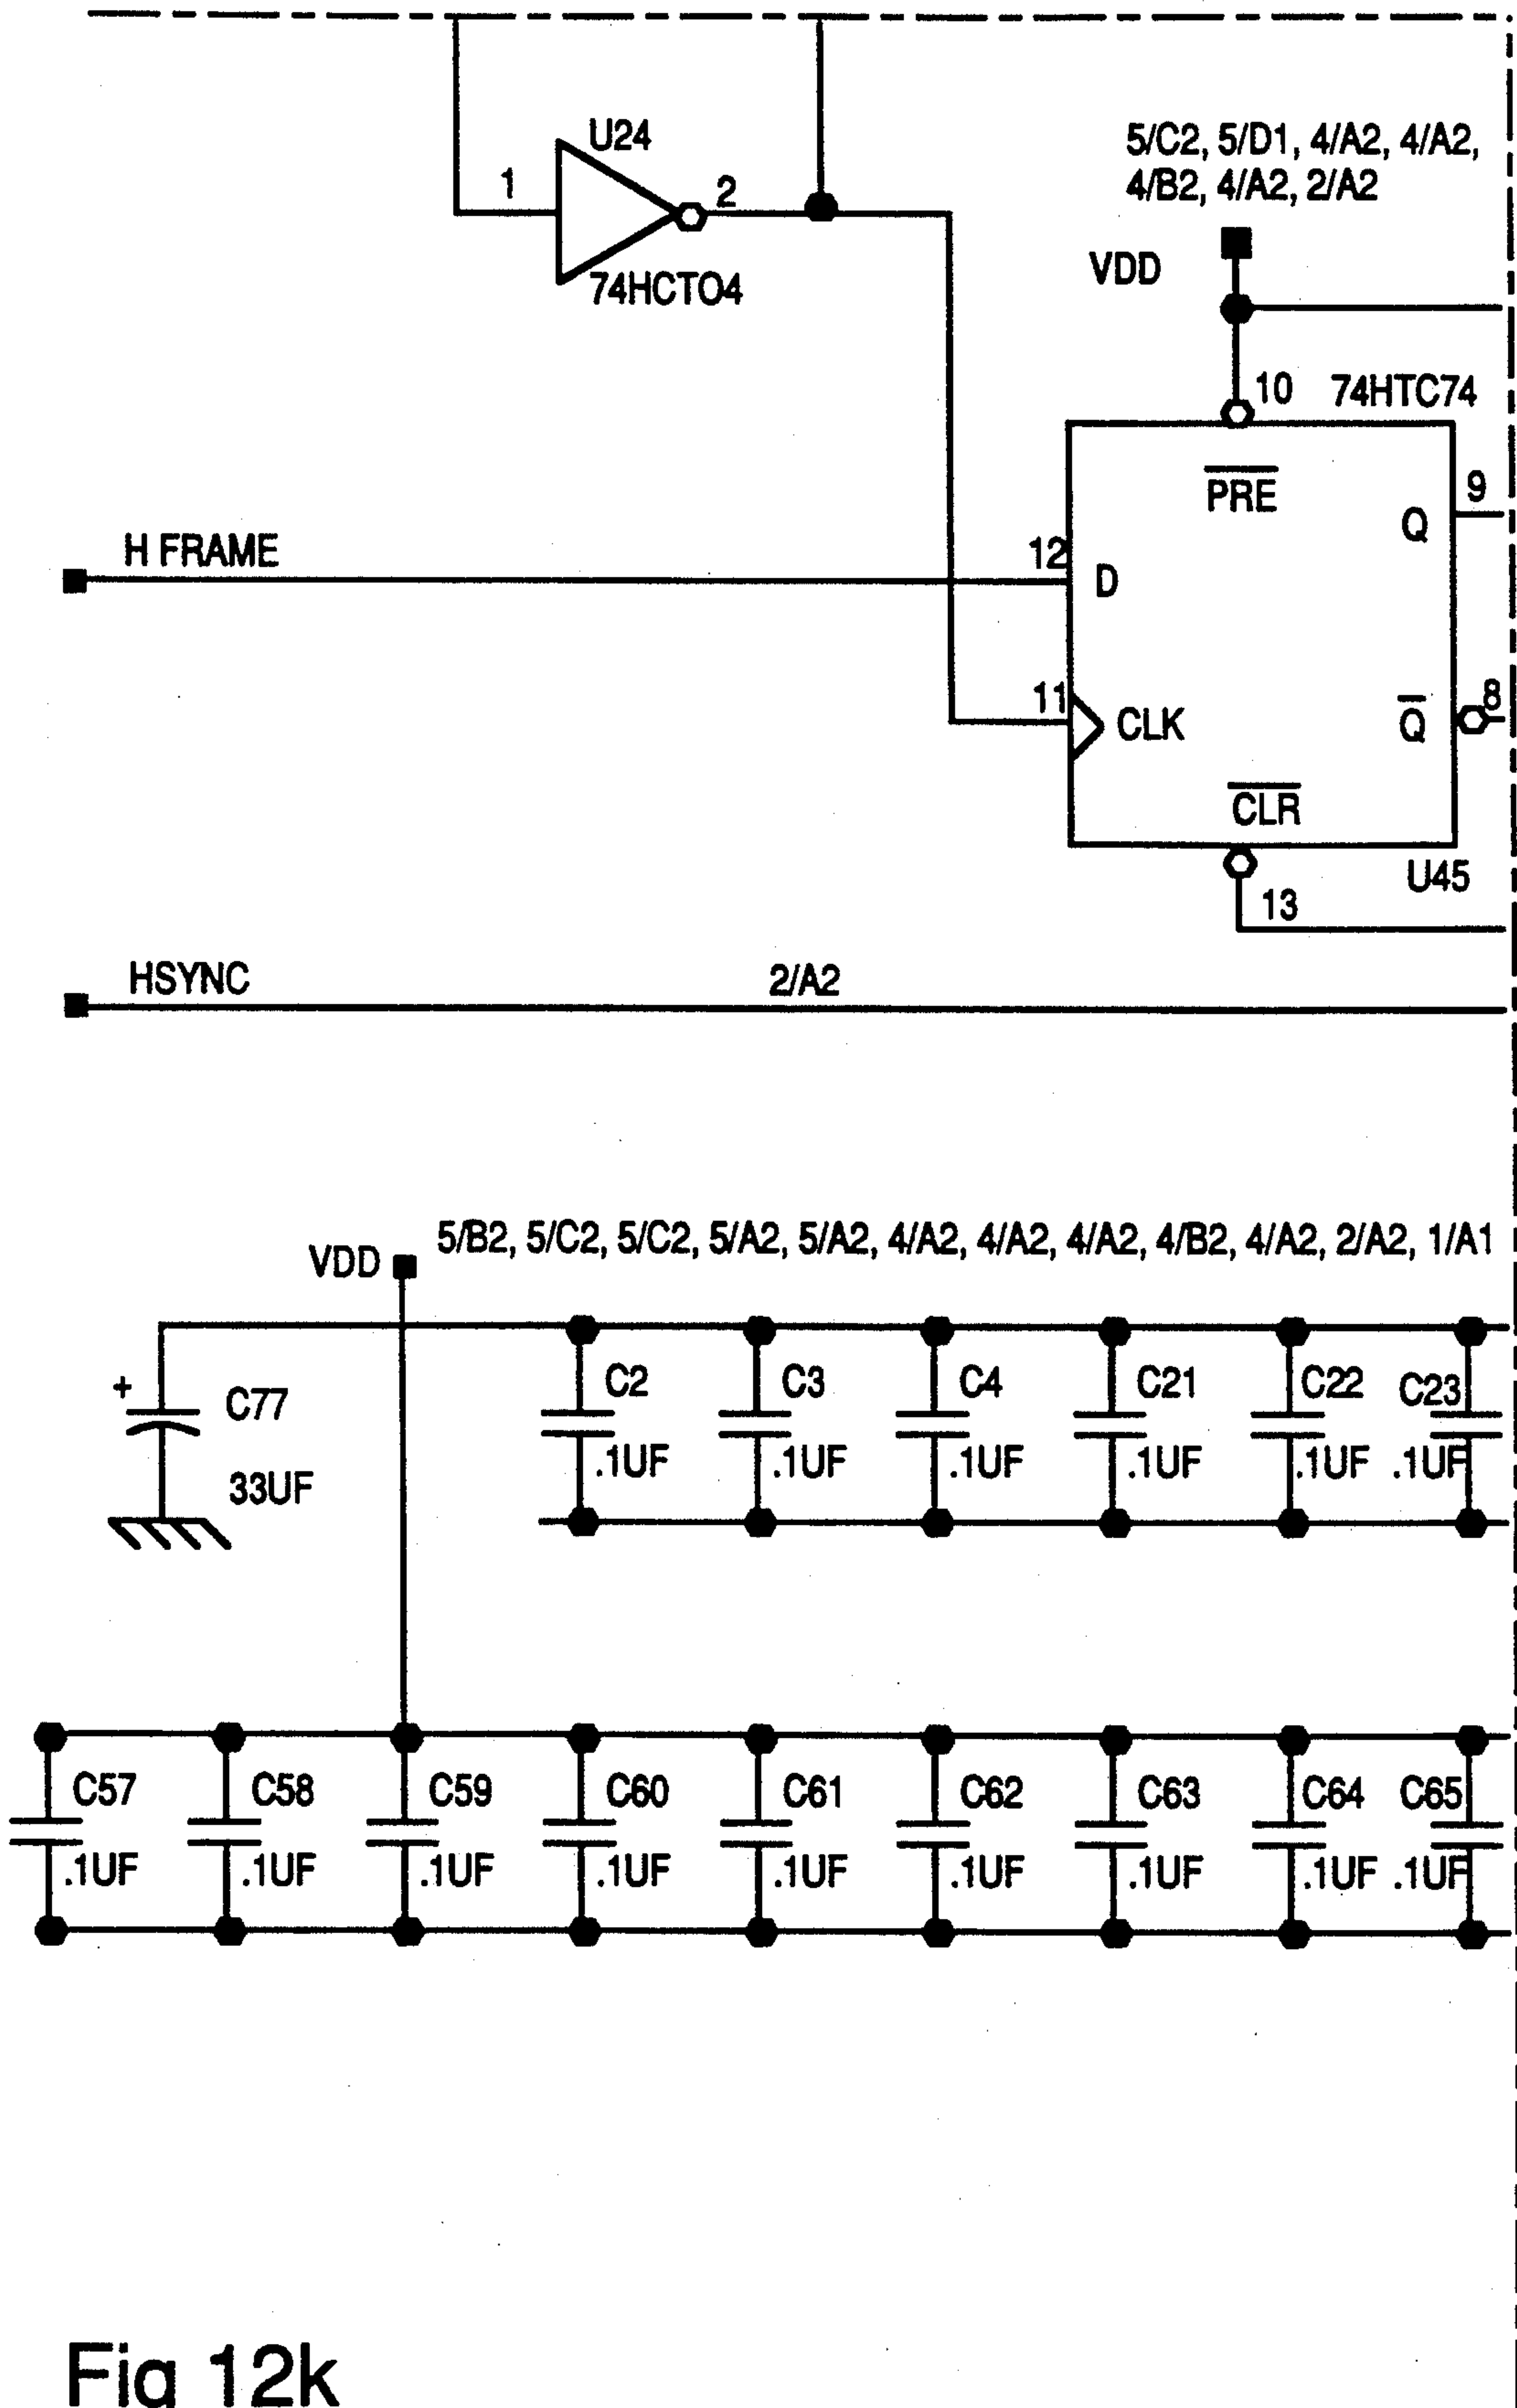 U24
5/C2, 5/D1, 4/A2, 4/A2,
4/B2, 4/A2, 2/A2
1
2
74HCTO4
VDD
10
74HTC74
PRE
9
Q
H FRAME
12
D
11
CLK
Q
8
CLR
U45
13
HSYNC
2/A2
5/B2, 5/C2, 5/C2, 5/A2, 5/A2, 4/A2, 4/A2, 4/A2, 4/B2, 4/A2, 2/A2, 1/A1
VDD
+
C77
C2
C3
C4
C21
C22
C23
33UF
.1UF
.1UF
.1UF
.1UF
.1UF
.1UF
C57
C58
C59
C60
C61
C62
C63
C64
C65
.1UF
.1UF
.1UF
.1UF
.1UF
.1UF
.1UF
.1UF
.1UF
Fig 12k